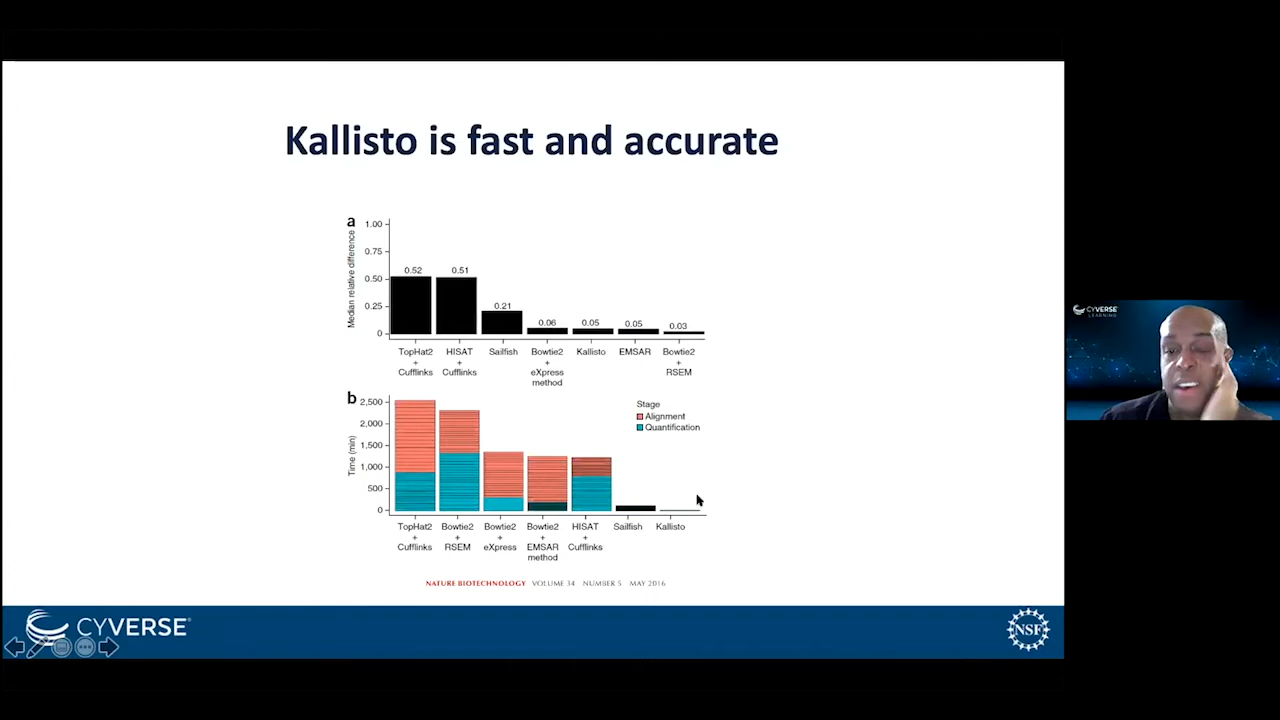 Kallisto is fast and accurate
a
Median relative difference
1.00
0.75
0.50
0.25
0
0.52
0.51
0.21
0.06
0.05
0.05
0.03
TopHat2 + Cufflinks
HISAT + Cufflinks
Sailfish
Bowtie2 + eXpress method
Kallisto
EMSAR
Bowtie2 + RSEM
b
Time (min)
2,500
2,000
1,500
1,000
500
0
Stage
Alignment
Quantification
TopHat2 + Cufflinks
Bowtie2 + RSEM
Bowtie2 + eXpress
Bowtie2 + EMSAR method
HISAT + Cufflinks
Sailfish
Kallisto
NATURE BIOTECHNOLOGY VOLUME 34 NUMBER 5 MAY 2016
CYVERSE®
NSF
CYVERSE
LEARNING